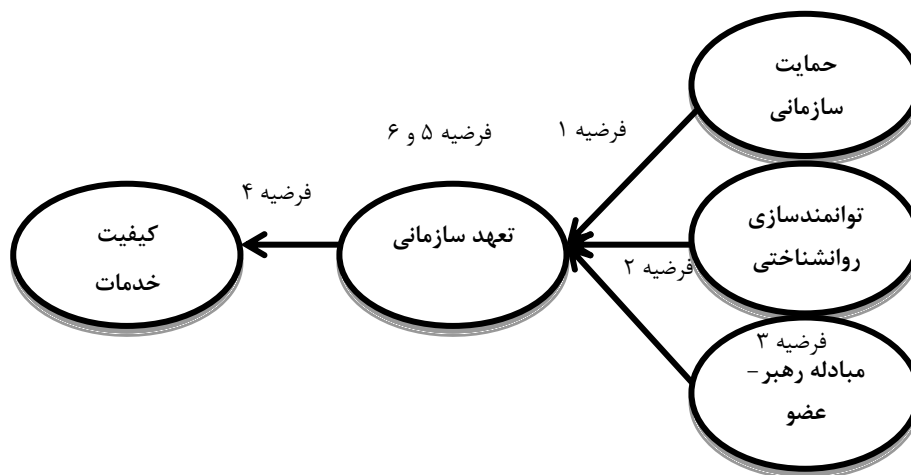 حمایت
سازمانی
فرضیه ۱
فرضیه ۵ و ۶
فرضیه ۴
توانمندسازی
روانشناختی
تعهد سازمانی
کیفیت
خدمات
فرضیه ۲
فرضیه ۳
مبادله رهبر –
عضو